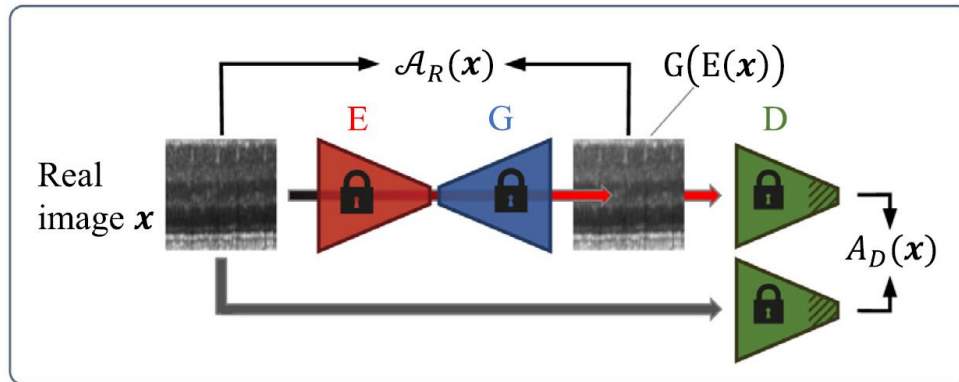 𝒜_R(𝒙)
G(E(𝒙))
E
G
D
Real
image 𝒙
A_D(𝒙)